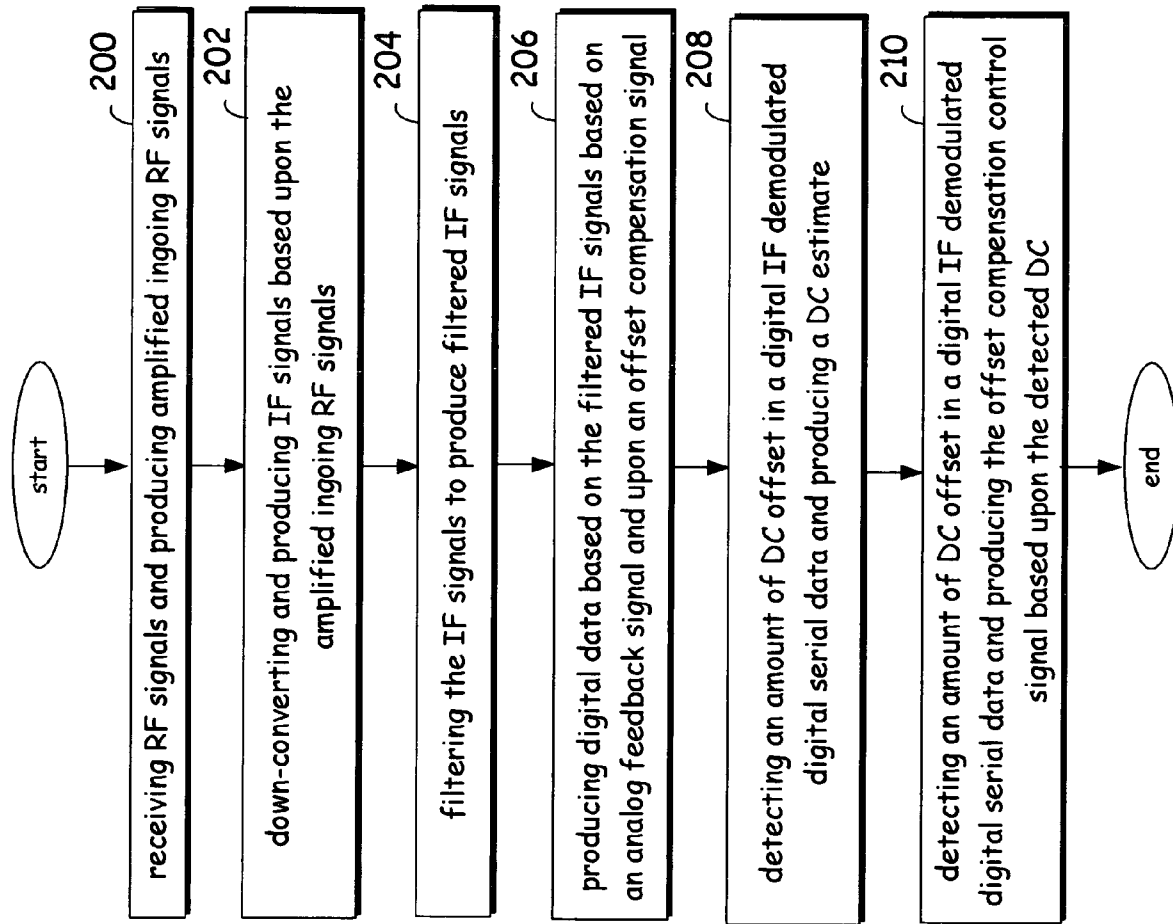 start
200
receiving RF signals and producing amplified ingoing RF signals
202
down-converting and producing IF signals based upon the
amplified ingoing RF signals
204
filtering the IF signals to produce filtered IF signals
206
producing digital data based on the filtered IF signals based on
an analog feedback signal and upon an offset compensation signal
208
detecting an amount of DC offset in a digital IF demodulated
digital serial data and producing a DC estimate
210
detecting an amount of DC offset in a digital IF demodulated
digital serial data and producing the offset compensation control
signal based upon the detected DC
end